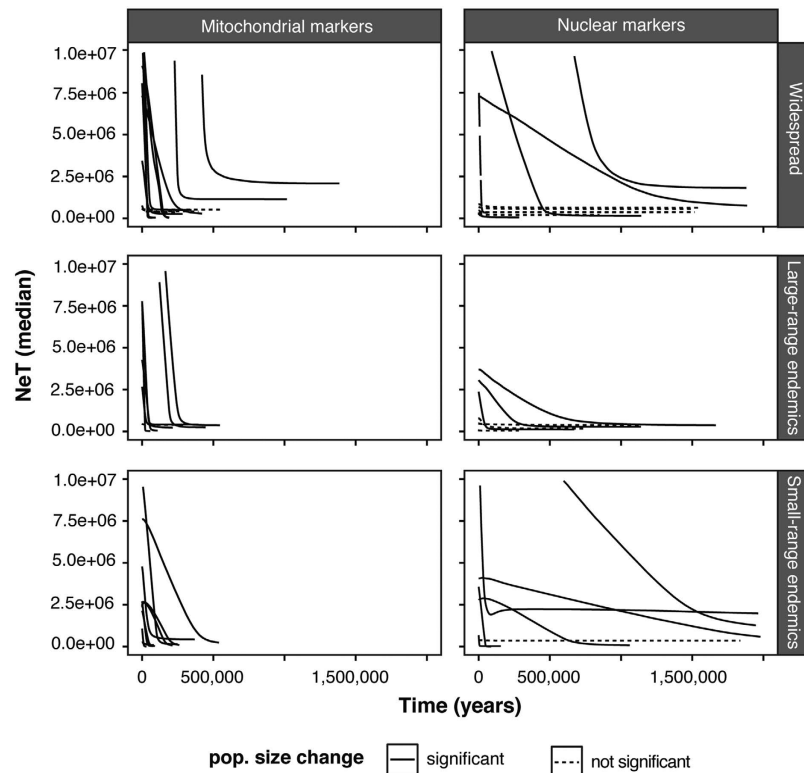 Mitochondrial markers Nuclear markers
1.0e+07
7.5e+06
5.0e+06
2.5e+06
0.0e+00
Widespread
1.0e+07
7.5e+06
5.0e+06
2.5e+06
0.0e+00
Large-range endemics
1.0e+07
7.5e+06
5.0e+06
2.5e+06
0.0e+00
Small-range endemics
NeT (median)
0 500,000 1,500,000 0 500,000 1,500,000
Time (years)
pop. size change significant not significant